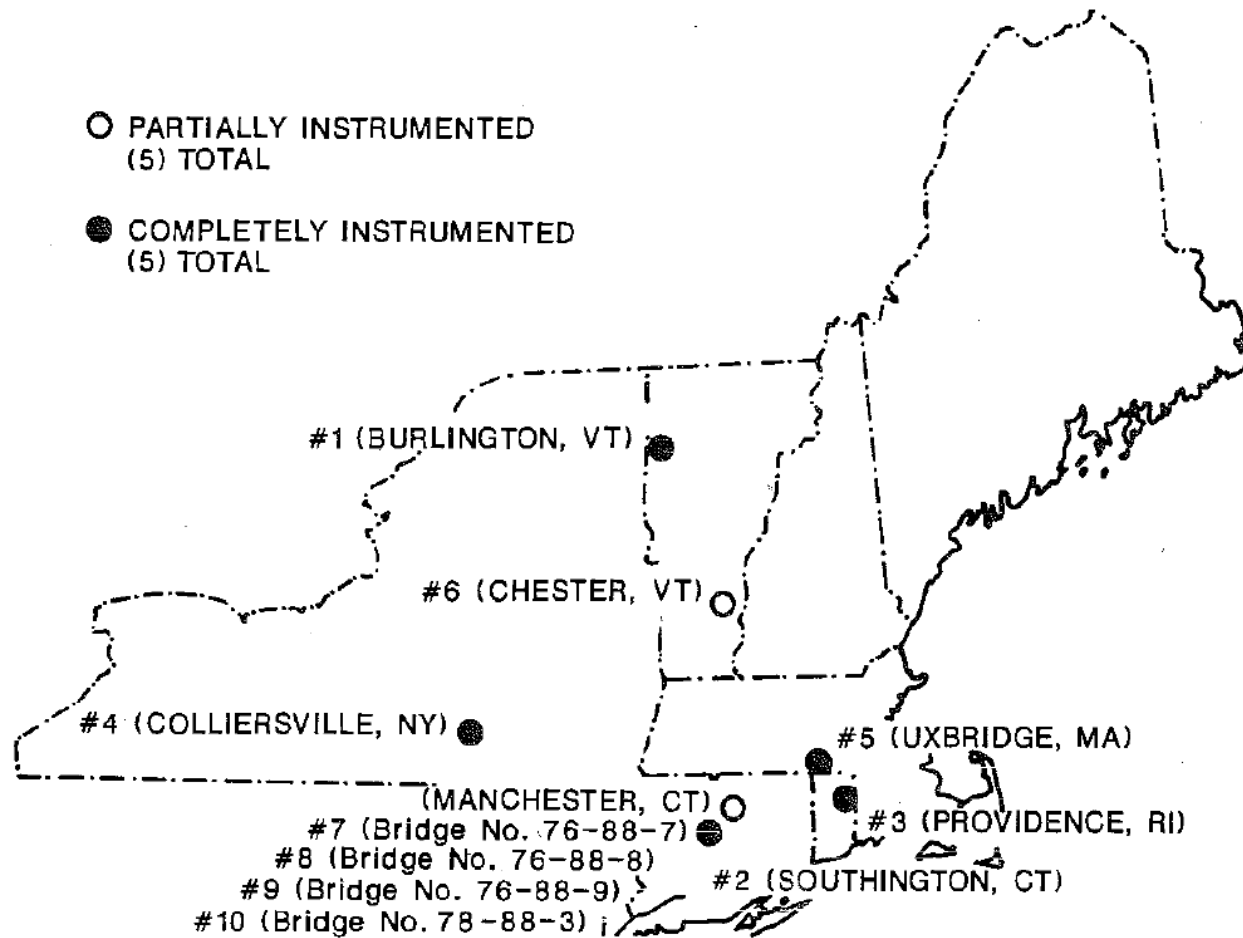 PARTIALLY INSTRUMENTED
(5) TOTAL
COMPLETELY INSTRUMENTED
(5) TOTAL
#1 (BURLINGTON, VT)
#6 (CHESTER, VT)
#4 (COLLIERSVILLE, NY)
#5 (UXBRIDGE, MA)
(MANCHESTER, CT)
#3 (PROVIDENCE, RI)
#7 (Bridge No. 76-88-7)
#8 (Bridge No. 76-88-8)
#2 (SOUTHINGTON, CT)
#9 (Bridge No. 76-88-9)
#10 (Bridge No. 78-88-3)